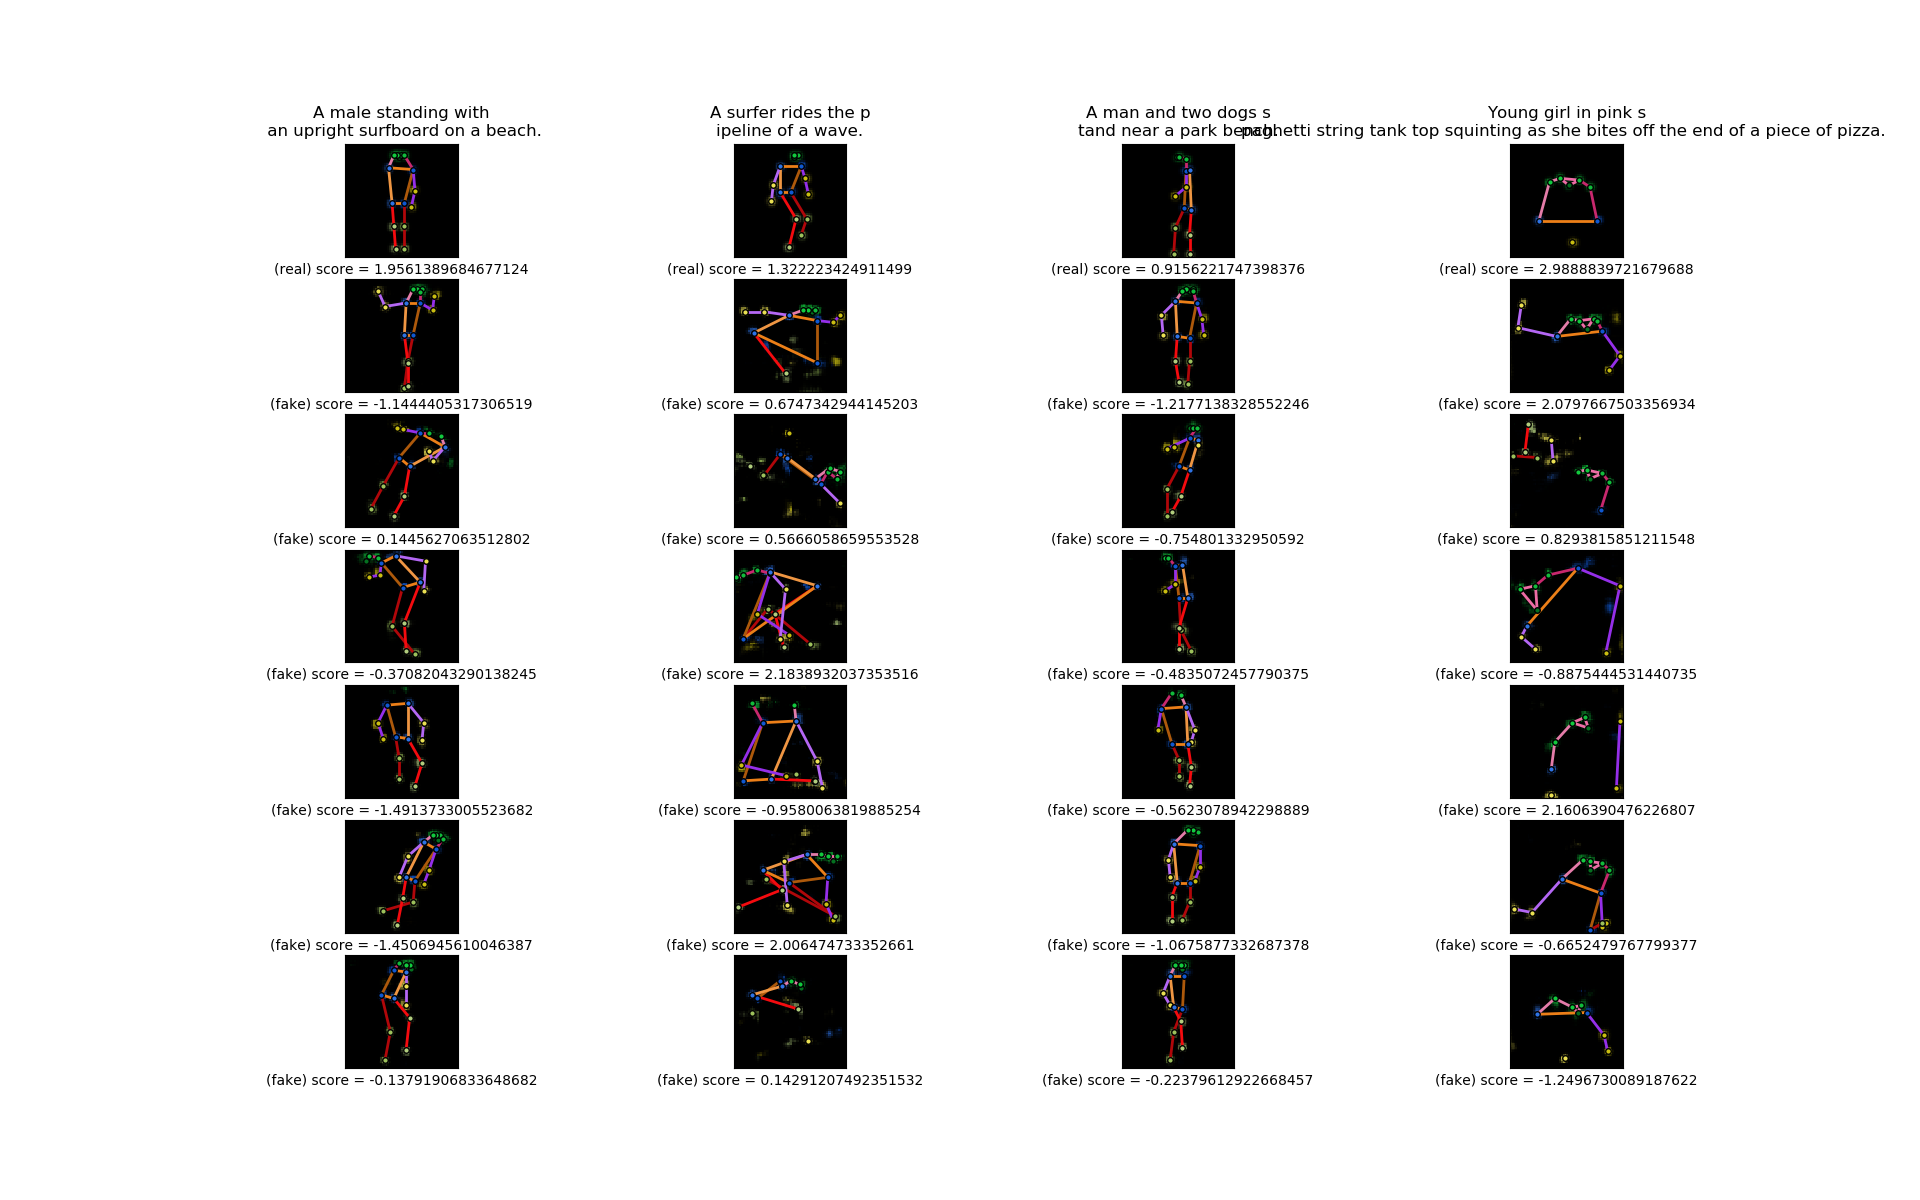 A male standing with
an upright surfboard on a beach.
A surfer rides the p
ipeline of a wave.
A man and two dogs s
tand near a park bench.
Young girl in pink s
paghetti string tank top squinting as she bites off the end of a piece of pizza.
(real) score = 1.9561389684677124
(real) score = 1.322223424911499
(real) score = 0.9156221747398376
(real) score = 2.9888839721679688
(fake) score = -1.1444405317306519
(fake) score = 0.6747342944145203
(fake) score = -1.2177138328552246
(fake) score = 2.0797667503356934
(fake) score = 0.1445627063512802
(fake) score = 0.5666058659553528
(fake) score = -0.754801332950592
(fake) score = 0.8293815851211548
(fake) score = -0.37082043290138245
(fake) score = 2.1838932037353516
(fake) score = -0.4835072457790375
(fake) score = -0.8875444531440735
(fake) score = -1.4913733005523682
(fake) score = -0.9580063819885254
(fake) score = -0.5623078942298889
(fake) score = 2.1606390476226807
(fake) score = -1.4506945610046387
(fake) score = 2.006474733352661
(fake) score = -1.0675877332687378
(fake) score = -0.6652479767799377
(fake) score = -0.13791906833648682
(fake) score = 0.14291207492351532
(fake) score = -0.22379612922668457
(fake) score = -1.2496730089187622